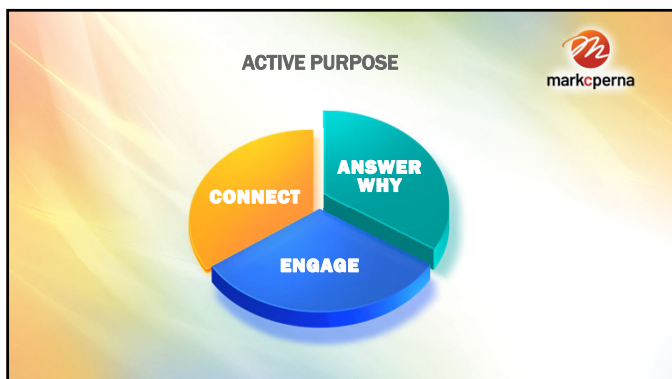 ACTIVE PURPOSE
markcperna
ANSWER
WHY
CONNECT
ENGAGE